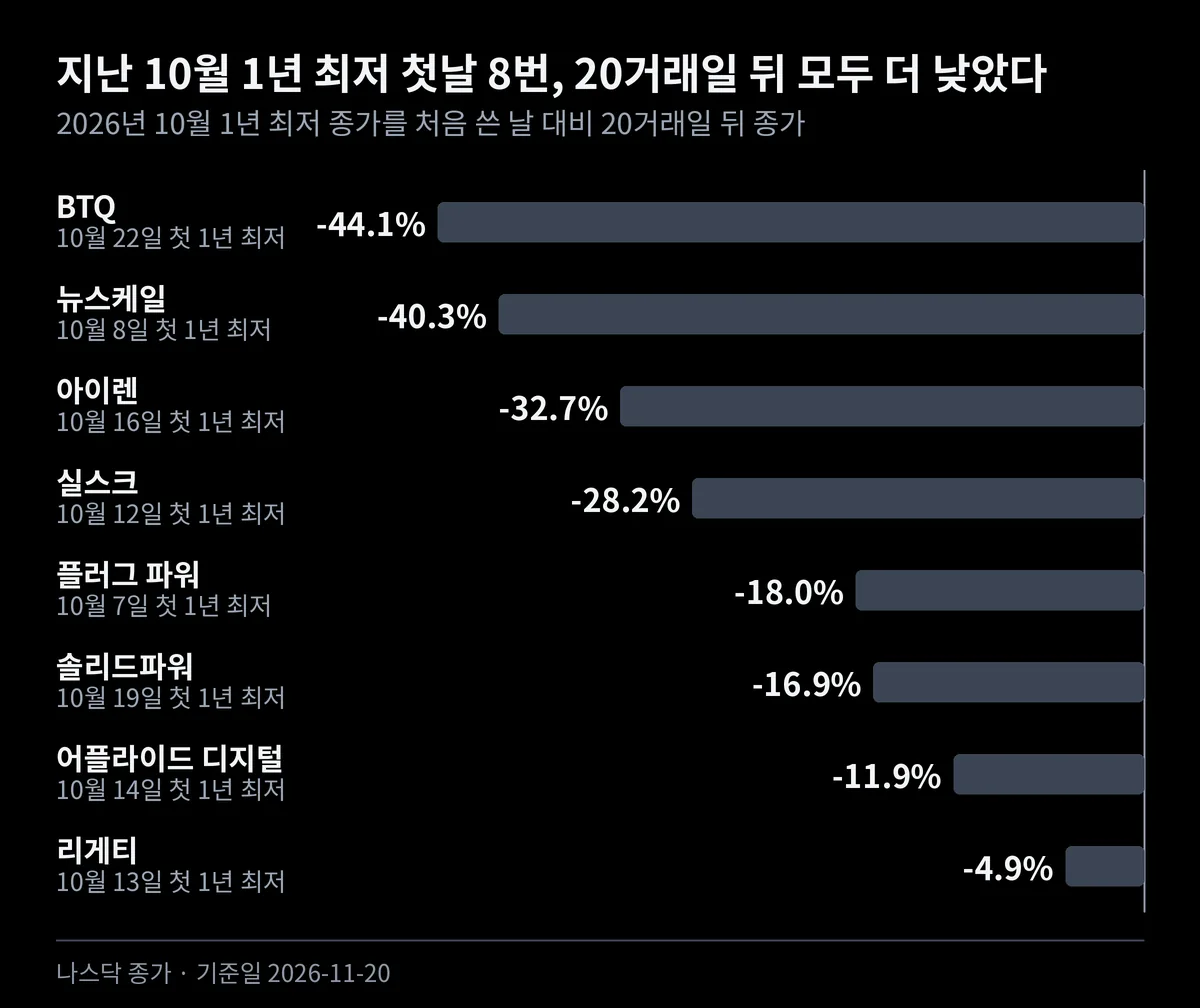 지난 10월 1년 최저 첫날 8번, 20거래일 뒤 모두 더 낮았다
2026년 10월 1년 최저 종가를 처음 쓴 날 대비 20거래일 뒤 종가
BTQ
10월 22일 첫 1년 최저
-44.1%
뉴스케일
10월 8일 첫 1년 최저
-40.3%
아이렌
10월 16일 첫 1년 최저
-32.7%
실스크
10월 12일 첫 1년 최저
-28.2%
플러그 파워
10월 7일 첫 1년 최저
-18.0%
솔리드파워
10월 19일 첫 1년 최저
-16.9%
어플라이드 디지털
10월 14일 첫 1년 최저
-11.9%
리게티
10월 13일 첫 1년 최저
-4.9%
나스닥 종가 · 기준일 2026-11-20